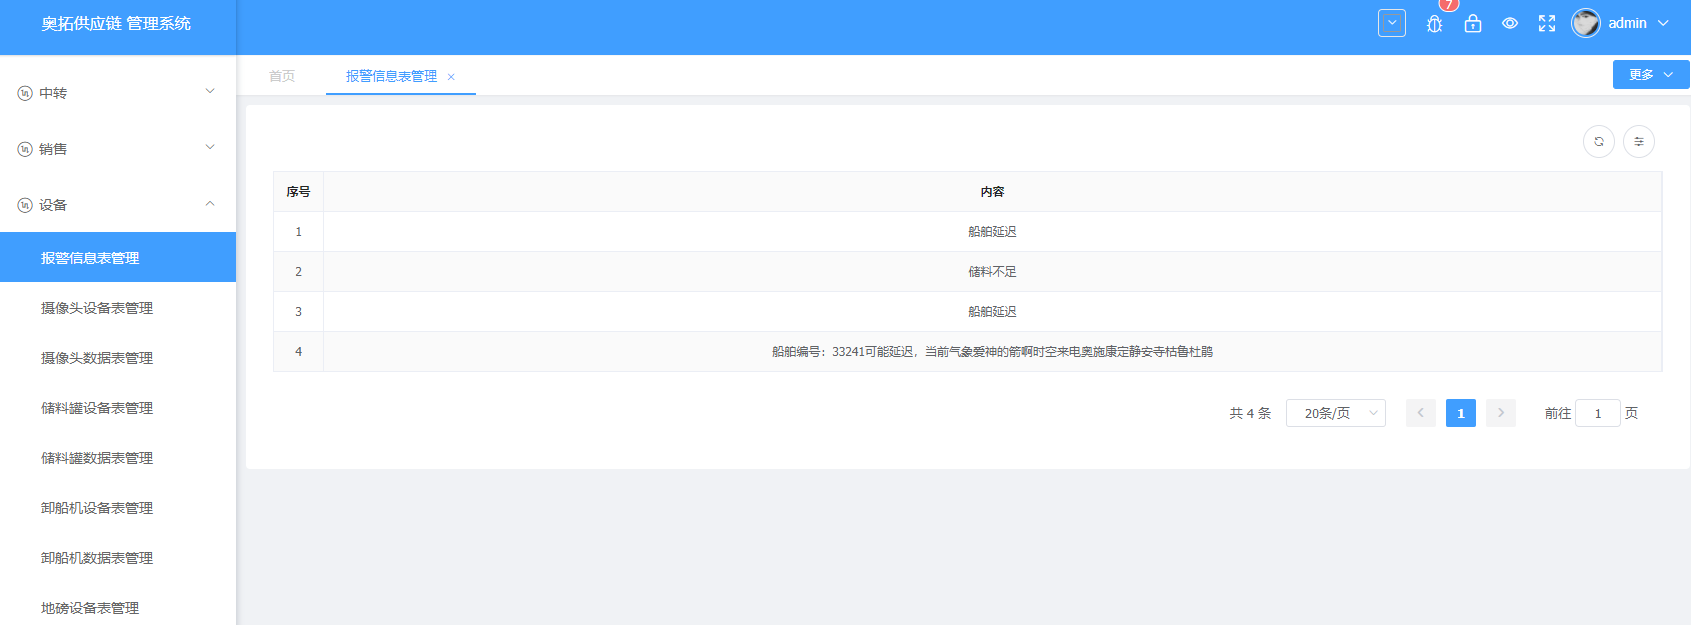 奥拓供应链 管理系统
7
admin
首页
报警信息表管理
更多
中转
销售
设备
报警信息表管理
摄像头设备表管理
摄像头数据表管理
储料罐设备表管理
储料罐数据表管理
卸船机设备表管理
卸船机数据表管理
地磅设备表管理
序号 内容
1 船舶延迟
2 储料不足
3 船舶延迟
4 船舶编号：33241可能延迟，当前气象爱神的箭啊时空来电奥施康定静安寺枯鲁杜鹃
共 4 条 20条/页 1 前往 1 页